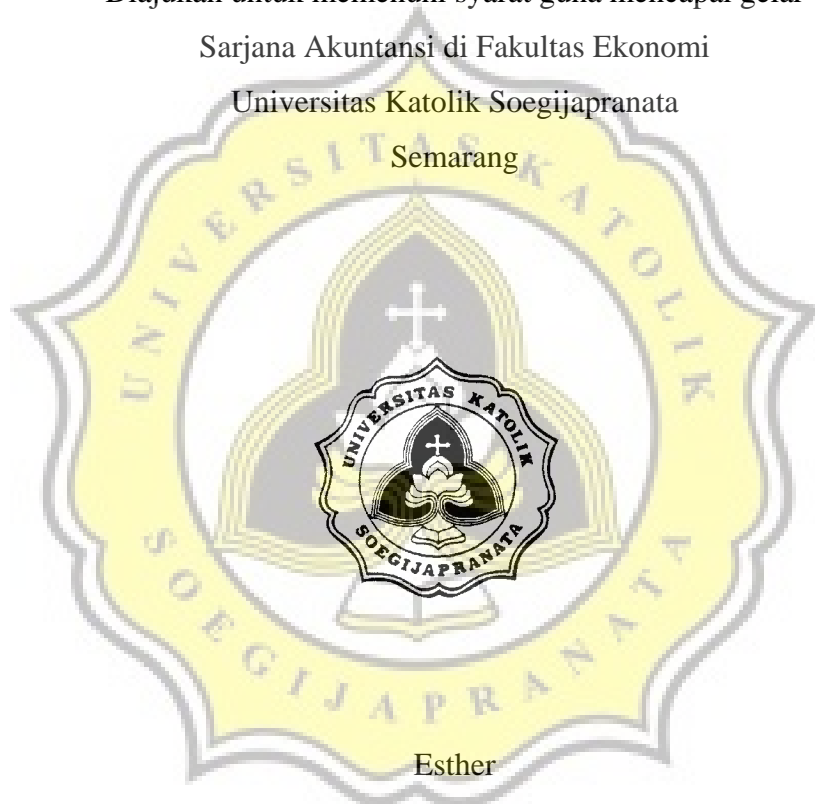 Diajukan untuk memenuhi syarat guna mencapai gelar
Sarjana Akuntansi di Fakultas Ekonomi
Universitas Katolik Soegijapranata
Semarang
UNIVERSITAS KATOLIK
SOEGIJAPRANATA
UNIVERSITAS KATOLIK
SOEGIJAPRANATA
Esther